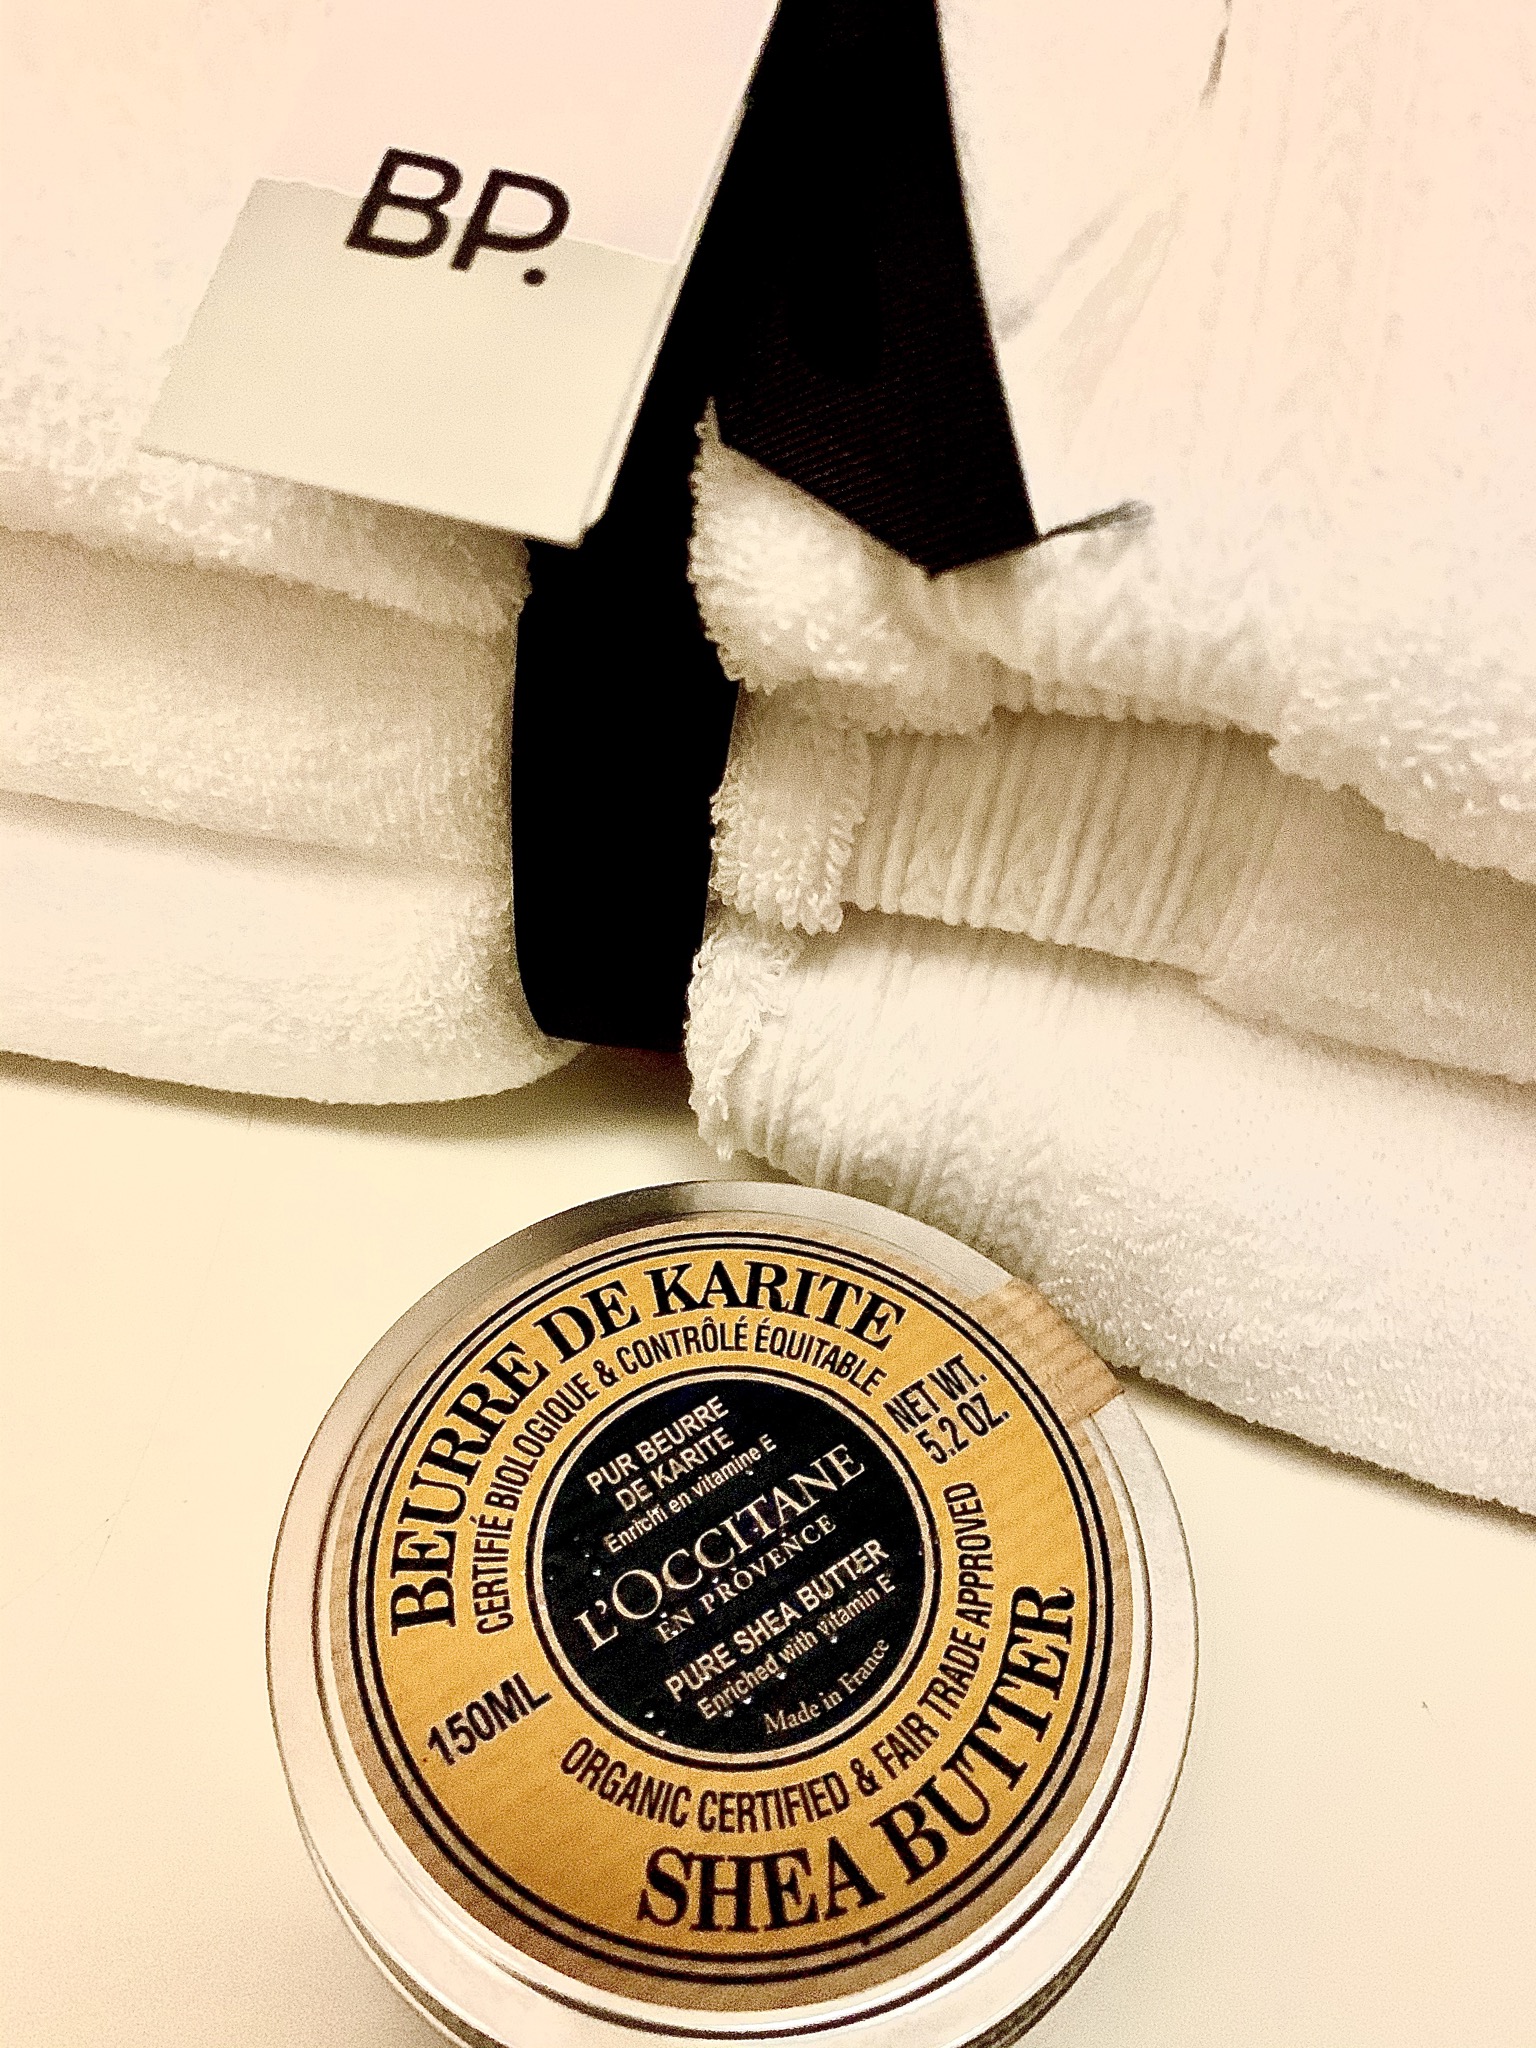 BP.
BEURRE DE KARITE
CERTIFIÉ BIOLOGIQUE & CONTRÔLÉ ÉQUITABLE
NET WT.
5.2 OZ.
PUR BEURRE
DE KARITE
Enrichi en vitamine E
L'OCCITANE
EN PROVENCE
PURE SHEA BUTTER
Enriched with vitamin E
Made in France
150ML
ORGANIC CERTIFIED & FAIR TRADE APPROVED
SHEA BUTTER